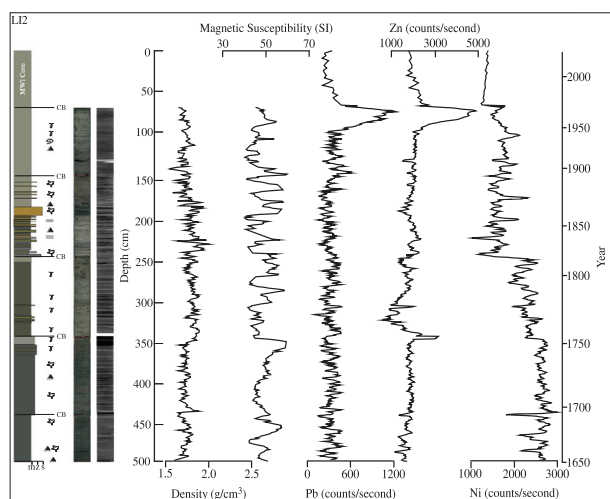 LI2
Magnetic Susceptibility (SI)
30 50 70
Zn (counts/second)
1000 3000 5000
MW1 Core
CB
CB
CB
CB
CB
m z s
Depth (cm)
0
50
100
150
200
250
300
350
400
450
500
Year
2000
1950
1900
1850
1800
1750
1700
1650
1.5 2.0 2.5
Density (g/cm³)
0 600 1200
Pb (counts/second)
1000 2000 3000
Ni (counts/second)